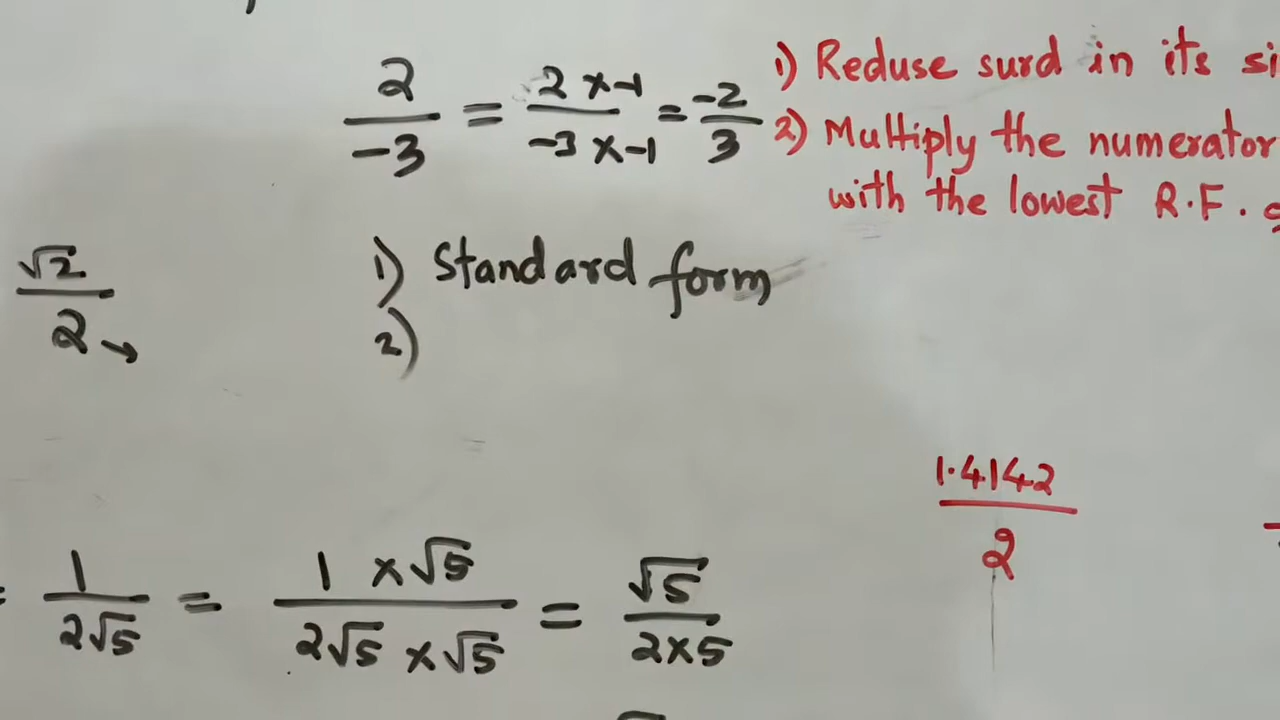 2/-3 = 2 x -1/-3 x -1 = -2/3
1) Reduse surd in its si
2) Multiply the numerator
with the lowest R.F.
√2/2 →
1) Standard form
2)
1.4142/2
= 1/2√5 = 1 x √5/2√5 x √5 = √5/2x5